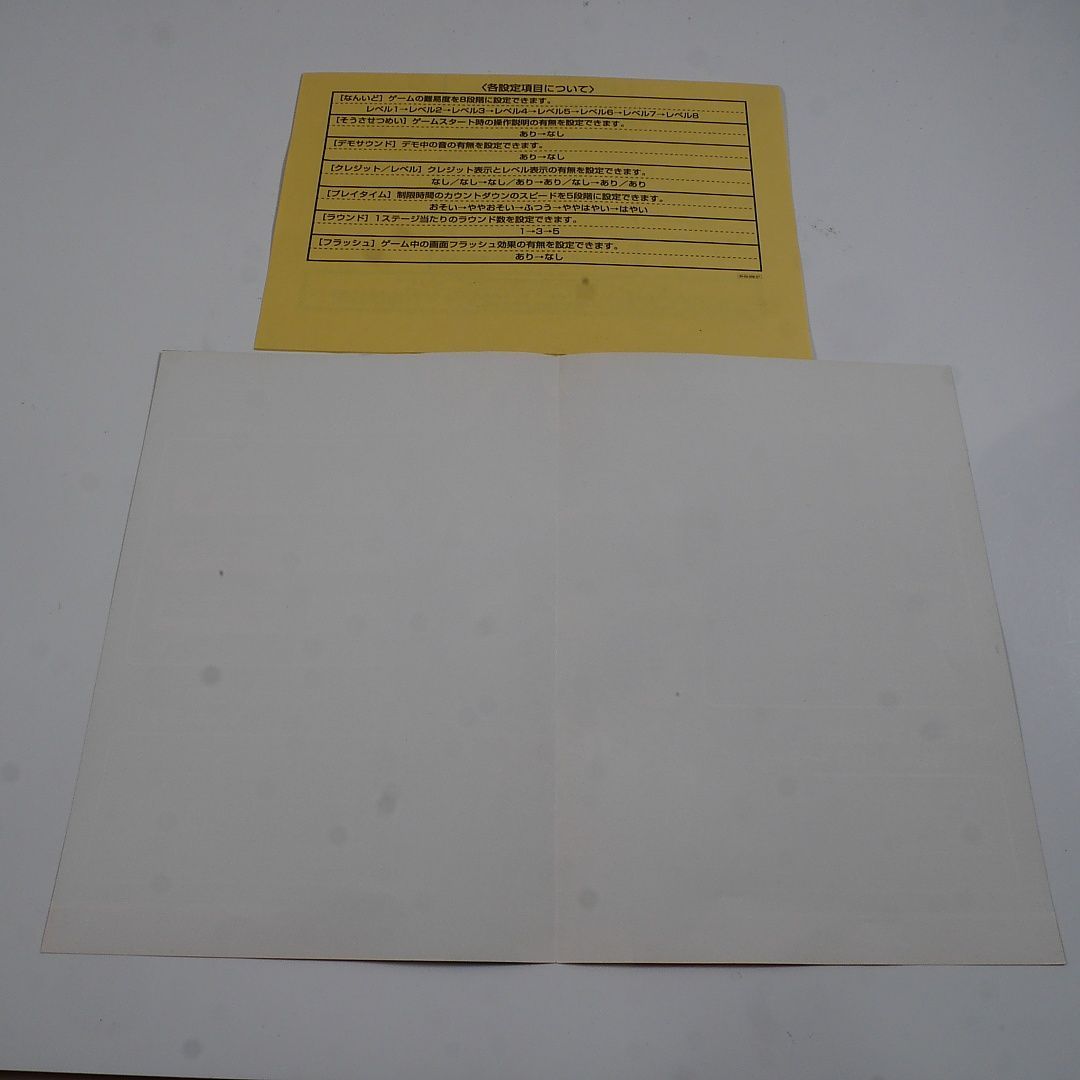 〈各設定項目について〉
[なんいど] ゲームの難易度を8段階に設定できます。
レベル1→レベル2→レベル3→レベル4→レベル5→レベル6→レベル7→レベル8
[そうさせつめい] ゲームスタート時の操作説明の有無を設定できます。
あり→なし
[デモサウンド] デモ中の音の有無を設定できます。
あり→なし
[クレジット/レベル] クレジット表示とレベル表示の有無を設定できます。
なし/なし→なし/あり→あり/なし→あり/あり
[プレイタイム] 制限時間のカウントダウンのスピードを5段階に設定できます。
おそい→ややおそい→ふつう→ややはやい→はやい
[ラウンド] 1ステージ当たりのラウンド数を設定できます。
1→3→5
[フラッシュ] ゲーム中の画面フラッシュ効果の有無を設定できます。
あり→なし